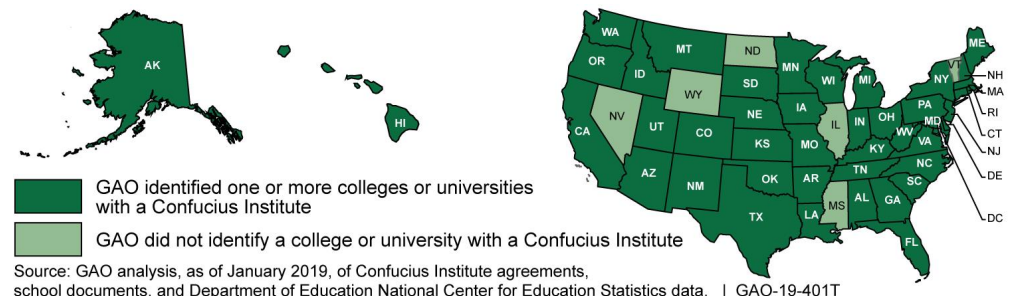 AK
HI
WA
OR
CA
ID
NV
MT
WY
UT
AZ
CO
NM
ND
SD
NE
KS
OK
TX
MN
IA
MO
AR
LA
WI
IL
MS
MI
IN
KY
TN
AL
OH
WV
GA
FL
SC
NC
VA
MD
PA
NY
VT
ME
NH
MA
RI
CT
NJ
DE
DC
GAO identified one or more colleges or universities
with a Confucius Institute
GAO did not identify a college or university with a Confucius Institute
Source: GAO analysis, as of January 2019, of Confucius Institute agreements,
school documents, and Department of Education National Center for Education Statistics data. | GAO-19-401T